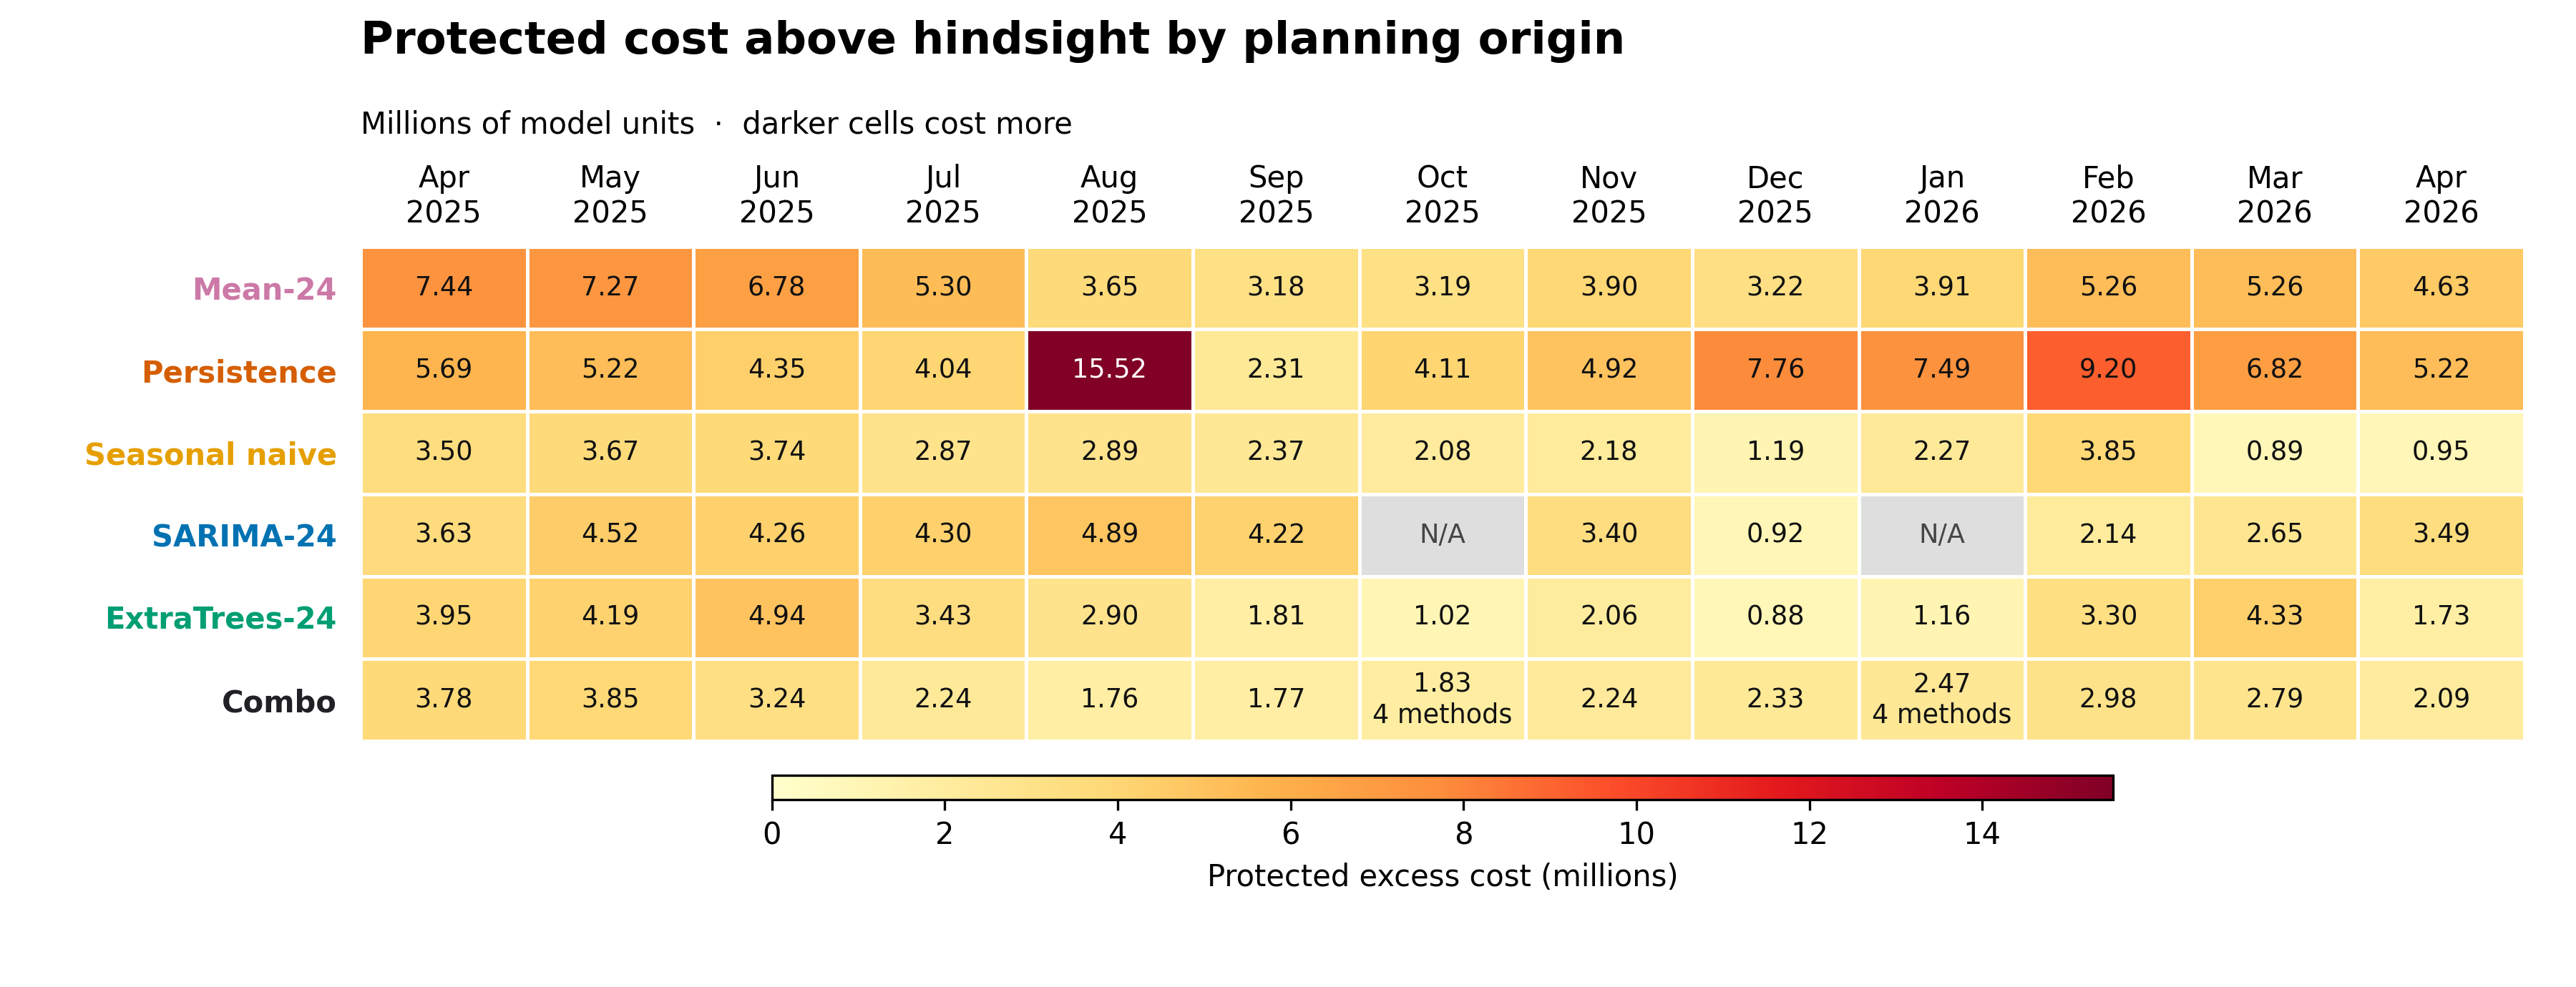 Protected cost above hindsight by planning origin
Millions of model units · darker cells cost more
Apr May Jun Jul Aug Sep Oct Nov Dec Jan Feb Mar Apr
2025 2025 2025 2025 2025 2025 2025 2025 2025 2026 2026 2026 2026
Mean-24 7.44 7.27 6.78 5.30 3.65 3.18 3.19 3.90 3.22 3.91 5.26 5.26 4.63
Persistence 5.69 5.22 4.35 4.04 15.52 2.31 4.11 4.92 7.76 7.49 9.20 6.82 5.22
Seasonal naive 3.50 3.67 3.74 2.87 2.89 2.37 2.08 2.18 1.19 2.27 3.85 0.89 0.95
SARIMA-24 3.63 4.52 4.26 4.30 4.89 4.22 N/A 3.40 0.92 N/A 2.14 2.65 3.49
ExtraTrees-24 3.95 4.19 4.94 3.43 2.90 1.81 1.02 2.06 0.88 1.16 3.30 4.33 1.73
Combo 3.78 3.85 3.24 2.24 1.76 1.77 1.83 2.24 2.33 2.47 2.98 2.79 2.09
4 methods 4 methods
0 2 4 6 8 10 12 14
Protected excess cost (millions)